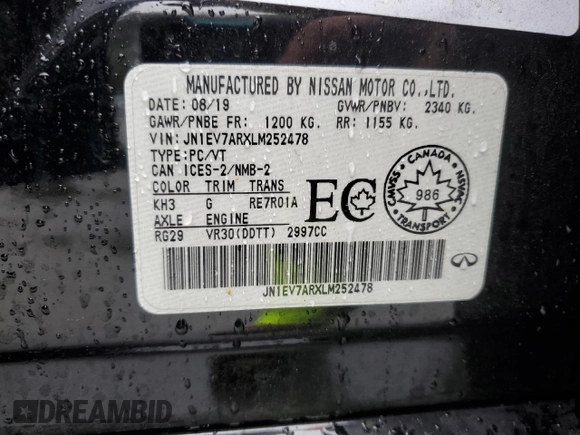 MANUFACTURED BY NISSAN MOTOR CO.,LTD.
DATE: 08/19 GVWR/PNBV: 2340 KG.
GAWR/PNBE FR: 1200 KG. RR: 1155 KG.
VIN: JN1EV7ARXLM252478
TYPE: PC/VT
CAN ICES-2/NMB-2
COLOR TRIM TRANS
KH3 G RE7R01A
AXLE ENGINE
RG29 VR30(DDTT) 2997CC
EC
CANADA
CMVSS
NSVAC
986
TRANSPORT
JN1EV7ARXLM252478
DREAMBID